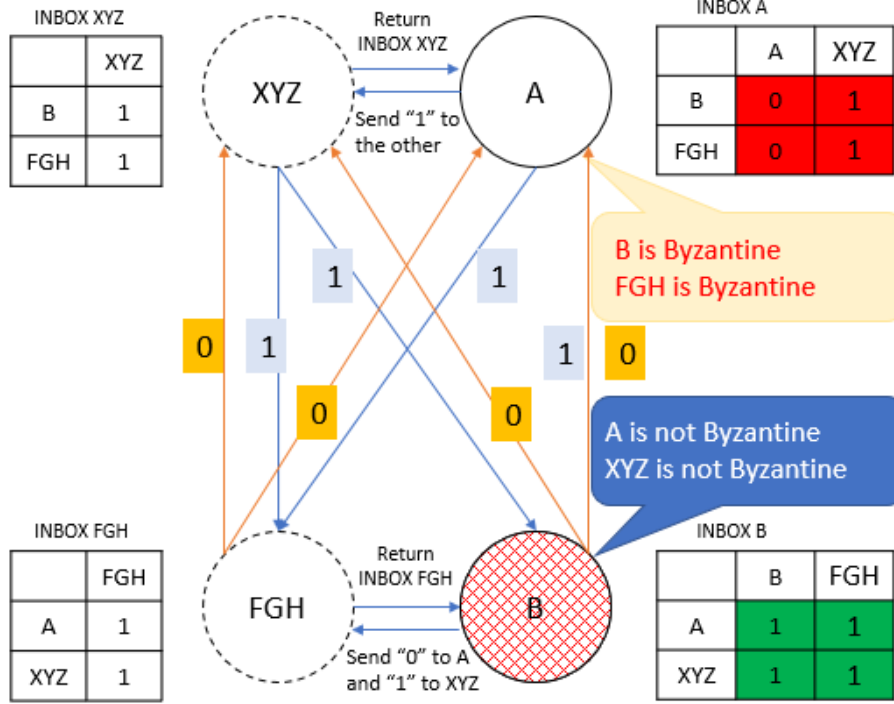 INBOX XYZ
XYZ
B 1
FGH 1
Return
INBOX XYZ
XYZ
A
Send "1" to
the other
INBOX A
A XYZ
B 0 1
FGH 0 1
B is Byzantine
FGH is Byzantine
1
1
0
1
1
0
0
0
A is not Byzantine
XYZ is not Byzantine
INBOX FGH
FGH
A 1
XYZ 1
Return
INBOX FGH
FGH
B
Send "0" to A
and "1" to XYZ
INBOX B
B FGH
A 1 1
XYZ 1 1